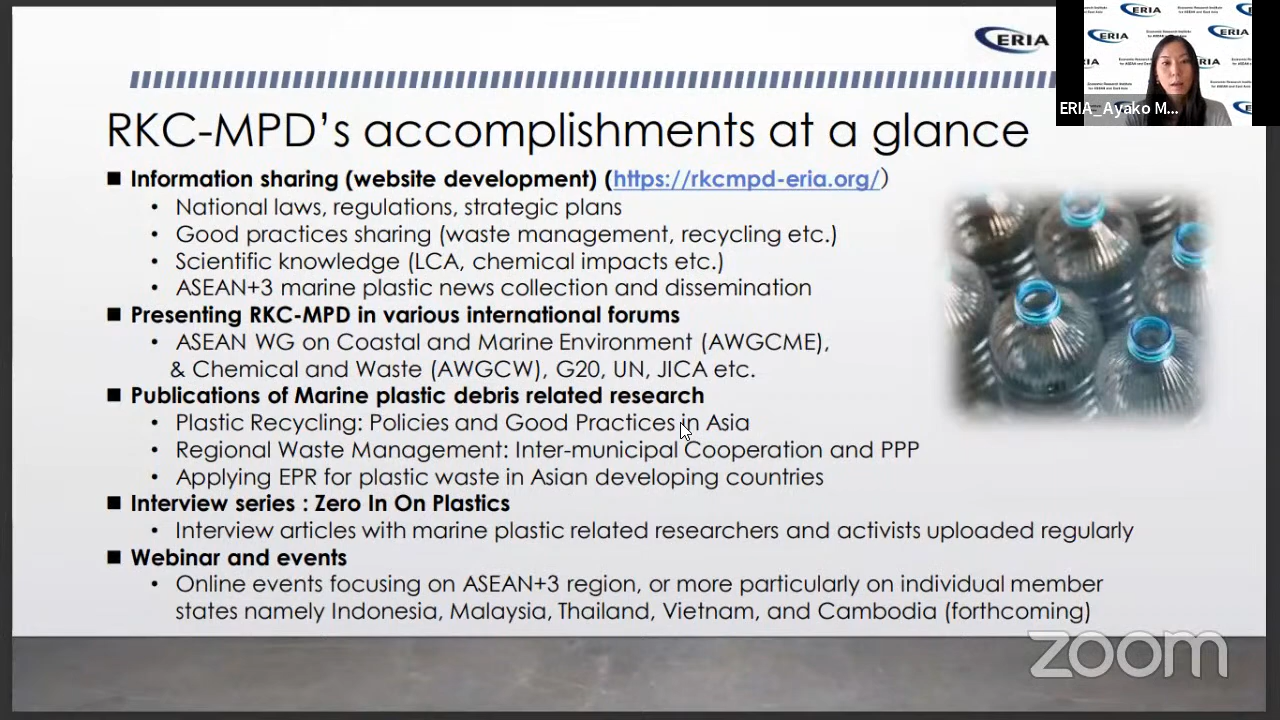 ERIA
RKC-MPD's accomplishments at a glance
■ Information sharing (website development) (https://rkcmpd-eria.org/)
• National laws, regulations, strategic plans
• Good practices sharing (waste management, recycling etc.)
• Scientific knowledge (LCA, chemical impacts etc.)
• ASEAN+3 marine plastic news collection and dissemination
■ Presenting RKC-MPD in various international forums
• ASEAN WG on Coastal and Marine Environment (AWGCME),
& Chemical and Waste (AWGCW), G20, UN, JICA etc.
■ Publications of Marine plastic debris related research
• Plastic Recycling: Policies and Good Practices in Asia
• Regional Waste Management: Inter-municipal Cooperation and PPP
• Applying EPR for plastic waste in Asian developing countries
■ Interview series : Zero In On Plastics
• Interview articles with marine plastic related researchers and activists uploaded regularly
■ Webinar and events
• Online events focusing on ASEAN+3 region, or more particularly on individual member
states namely Indonesia, Malaysia, Thailand, Vietnam, and Cambodia (forthcoming)
ERIA
ERIA
ERIA
ERIA_Ayako M...
zoom